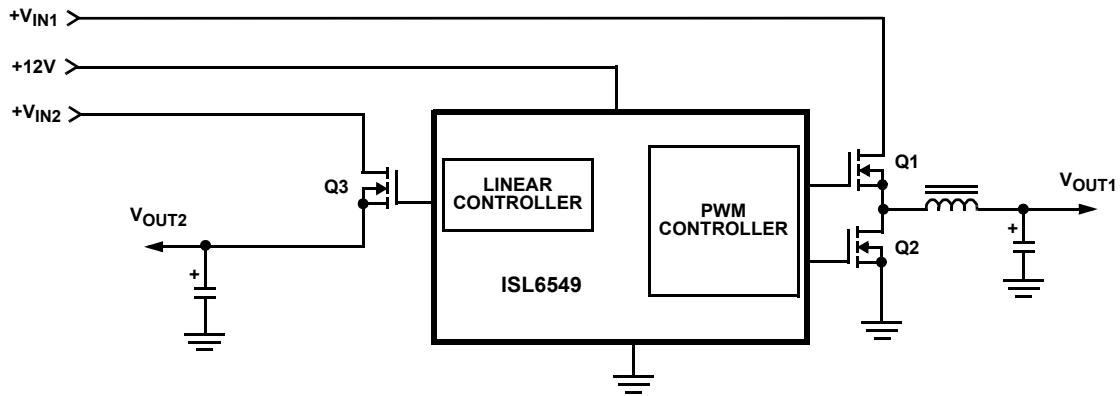 +VIN1
+12V
+VIN2
Q3
VOUT2
+
LINEAR
CONTROLLER
PWM
CONTROLLER
ISL6549
Q1
Q2
VOUT1
+